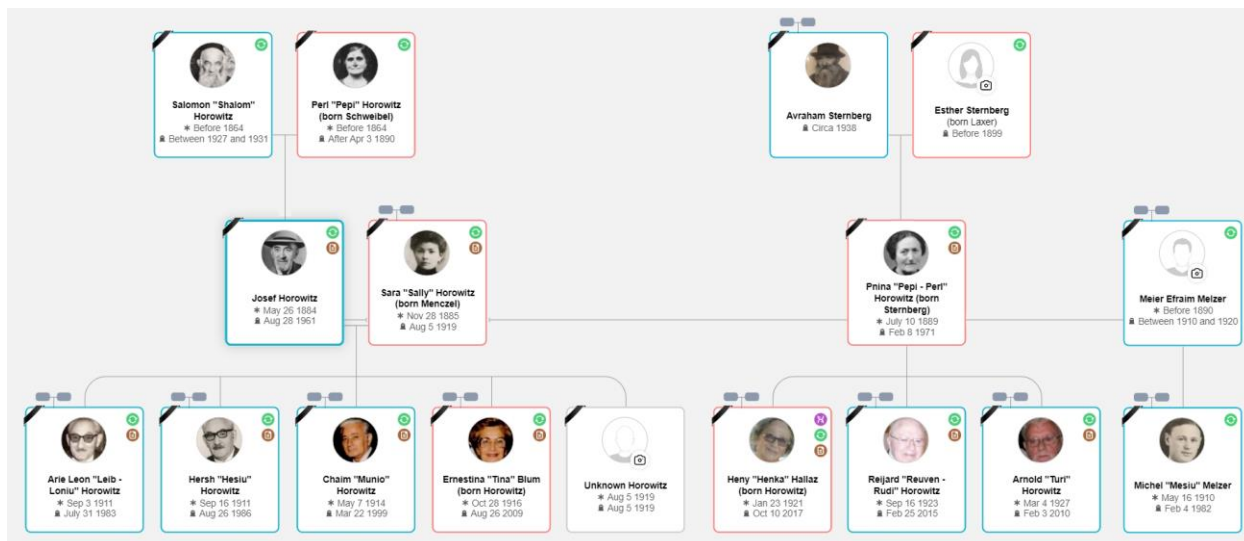 Salomon "Shalom"
Horowitz
✶ Before 1864
Between 1927 and 1931
Perl "Pepi" Horowitz
(born Schweibel)
✶ Before 1864
After Apr 3 1890
Avraham Sternberg
Circa 1938
Esther Sternberg
(born Laxer)
Before 1899
Josef Horowitz
✶ May 26 1884
Aug 28 1961
Sara "Sally" Horowitz
(born Menczel)
✶ Nov 28 1885
Aug 5 1919
Pnina "Pepi - Perl"
Horowitz (born
Sternberg)
✶ July 10 1889
Feb 8 1971
Meier Efraim Melzer
✶ Before 1890
Between 1910 and 1920
Arie Leon "Leib -
Loniu" Horowitz
✶ Sep 3 1911
July 31 1983
Hersh "Hesiu"
Horowitz
✶ Sep 16 1911
Aug 26 1986
Chaim "Munio"
Horowitz
✶ May 7 1914
Mar 22 1999
Ernestina "Tina" Blum
(born Horowitz)
✶ Oct 28 1916
Aug 26 2009
Unknown Horowitz
✶ Aug 5 1919
Aug 5 1919
Heny "Henka" Hallaz
(born Horowitz)
✶ Jan 23 1921
Oct 10 2017
Reijard "Reuven -
Rudi" Horowitz
✶ Sep 16 1923
Feb 25 2015
Arnold "Turi"
Horowitz
✶ Mar 4 1927
Feb 3 2010
Michel "Mesiu" Melzer
✶ May 16 1910
Feb 4 1982